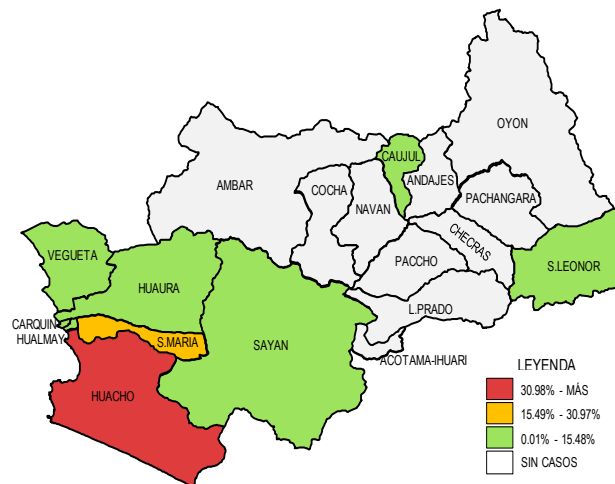 OYON
CAUJUL
AMBAR
COCHA
ANDAJES
NAVAN
PACHANGARA
CHECRAS
VEGUETA
PACCHO
S.LEONOR
HUAURA
L.PRADO
CARQUIN
HUALMAY
S.MARIA
SAYAN
ACOTAMA-IHUARI
HUACHO
LEYENDA
30.98% - MÁS
15.49% - 30.97%
0.01% - 15.48%
SIN CASOS